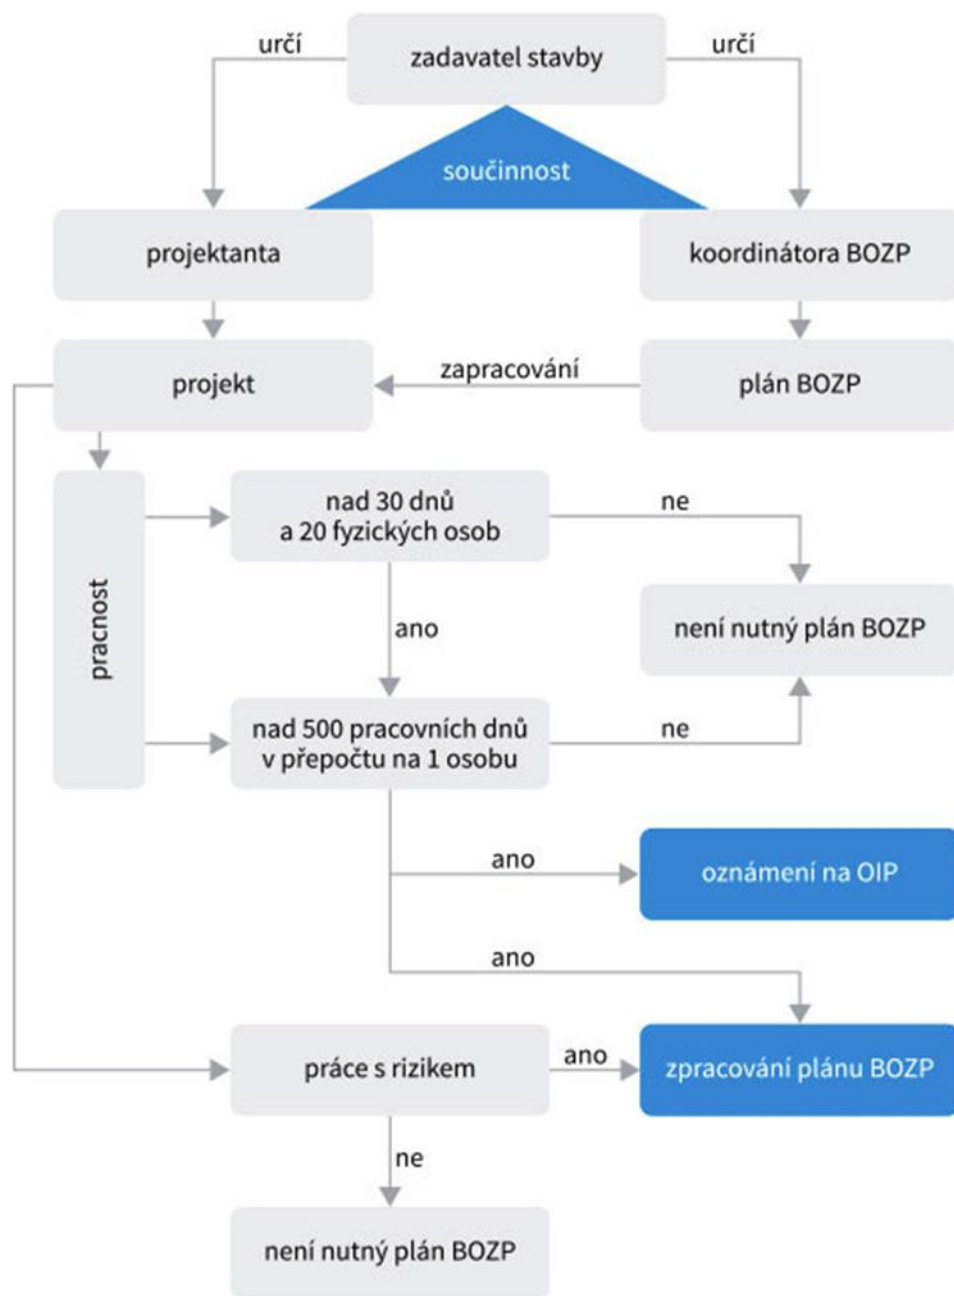 určí
zadavatel stavby
určí
součinnost
projektanta
koordinátora BOZP
projekt
zapracování
plán BOZP
pracnost
nad 30 dnů
a 20 fyzických osob
ne
není nutný plán BOZP
ano
nad 500 pracovních dnů
v přepočtu na 1 osobu
ne
ano
oznámení na OIP
ano
práce s rizikem
ano
zpracování plánu BOZP
ne
není nutný plán BOZP